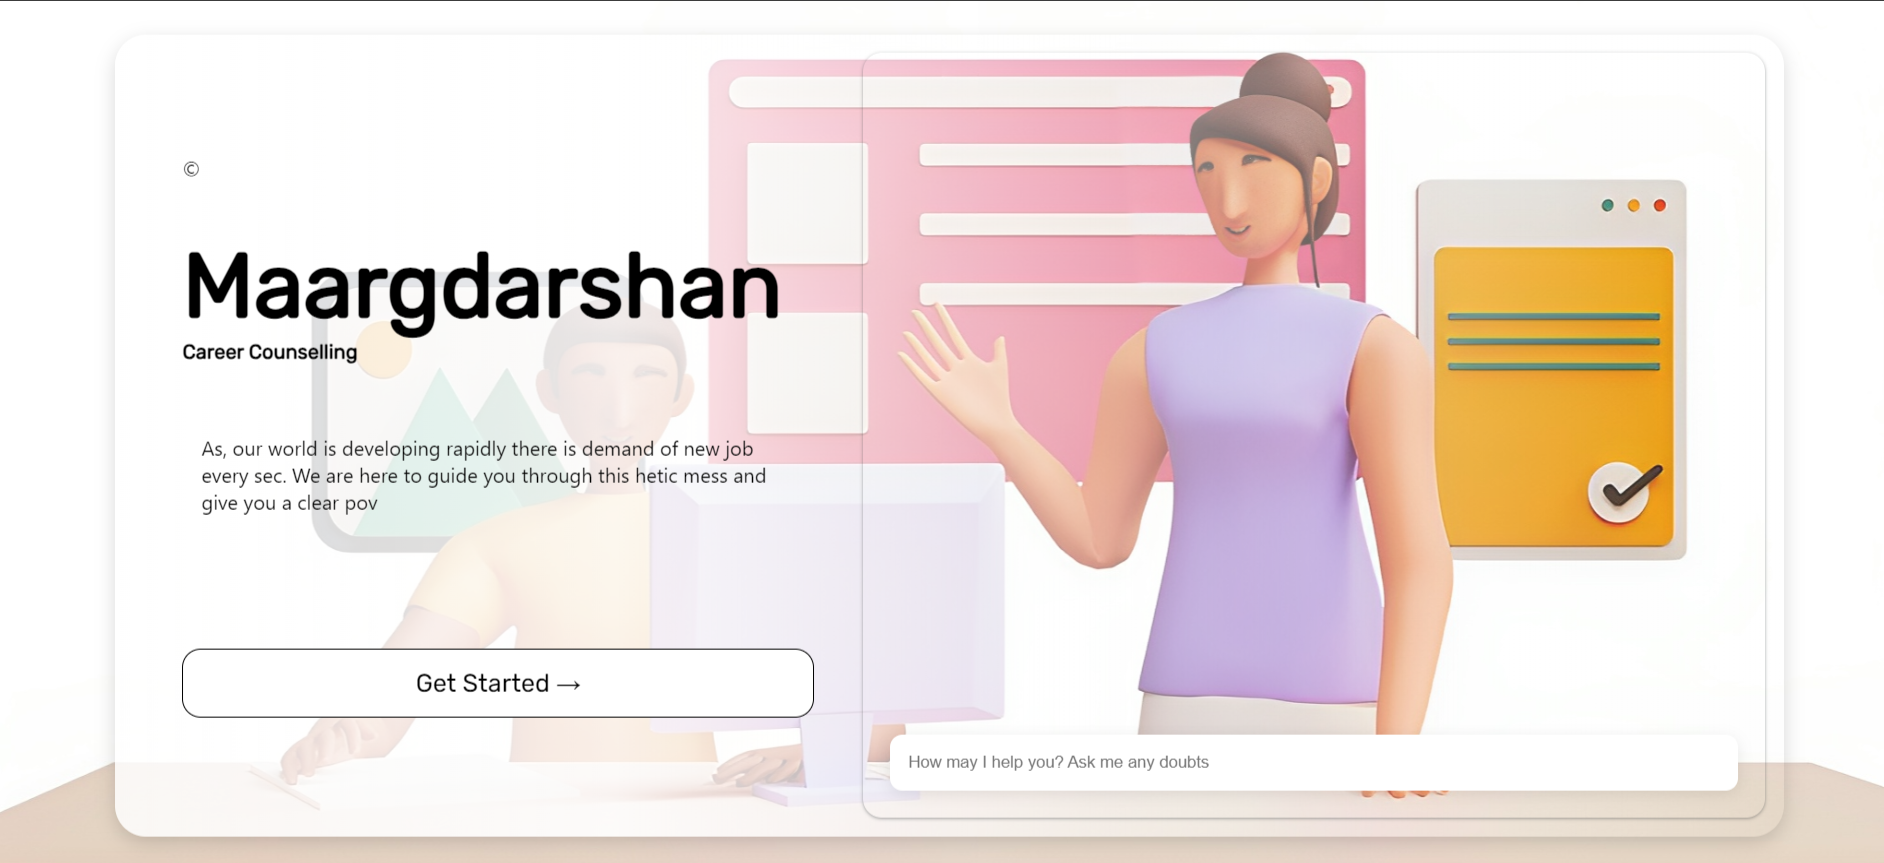 ©
Maargdarshan
Career Counselling
As, our world is developing rapidly there is demand of new job
every sec. We are here to guide you through this hetic mess and
give you a clear pov
Get Started →
How may I help you? Ask me any doubts